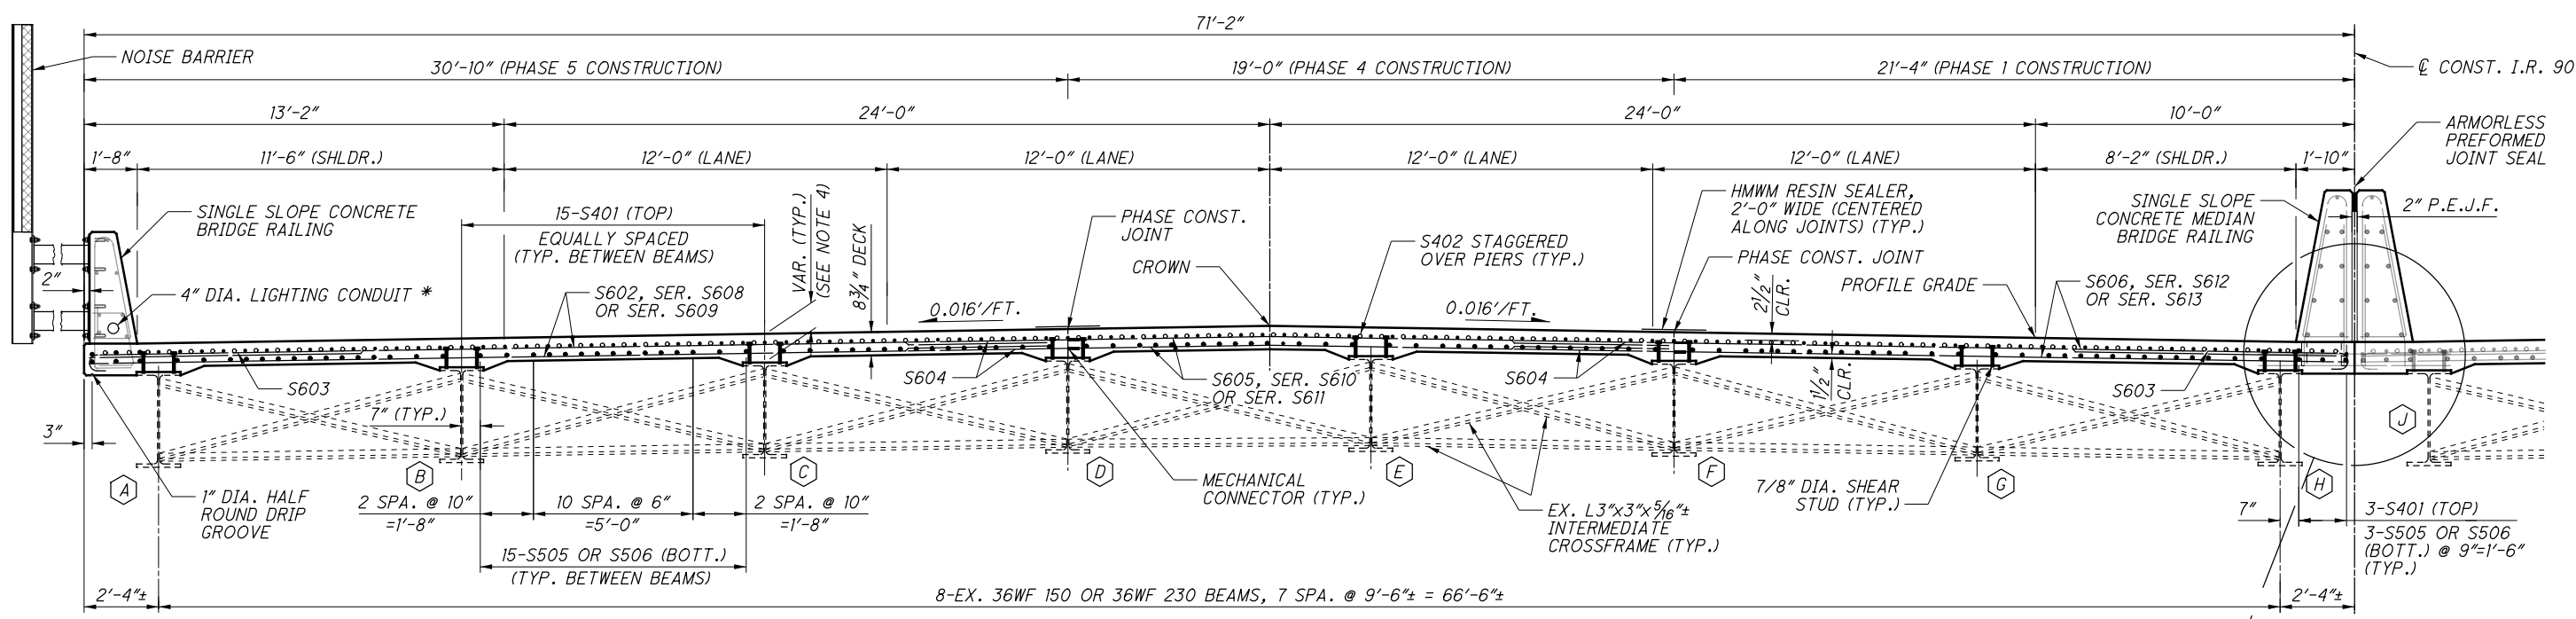 71'-2"
NOISE BARRIER
30'-10" (PHASE 5 CONSTRUCTION)
19'-0" (PHASE 4 CONSTRUCTION)
21'-4" (PHASE 1 CONSTRUCTION)
℄ CONST. I.R. 90
13'-2"
24'-0"
24'-0"
10'-0"
ARMORLESS
PREFORMED
JOINT SEAL
1'-8"
11'-6" (SHLDR.)
12'-0" (LANE)
12'-0" (LANE)
12'-0" (LANE)
12'-0" (LANE)
8'-2" (SHLDR.)
1'-10"
SINGLE SLOPE CONCRETE
BRIDGE RAILING
15-S401 (TOP)
EQUALLY SPACED
(TYP. BETWEEN BEAMS)
VAR. (TYP.)
(SEE NOTE 4)
8¾" DECK
PHASE CONST.
JOINT
CROWN
S402 STAGGERED
OVER PIERS (TYP.)
HMWM RESIN SEALER,
2'-0" WIDE (CENTERED
ALONG JOINTS) (TYP.)
PHASE CONST. JOINT
SINGLE SLOPE
CONCRETE MEDIAN
BRIDGE RAILING
2" P.E.J.F.
2"
4" DIA. LIGHTING CONDUIT *
S602, SER. S608
OR SER. S609
0.016'/FT.
0.016'/FT.
2½"
CLR.
PROFILE GRADE
S606, SER. S612
OR SER. S613
S603
S604
S605, SER. S610
OR SER. S611
S604
1½"
CLR.
S603
7" (TYP.)
3"
A
B
C
D
E
F
G
H
J
1" DIA. HALF
ROUND DRIP
GROOVE
2 SPA. @ 10"
=1'-8"
10 SPA. @ 6"
=5'-0"
2 SPA. @ 10"
=1'-8"
MECHANICAL
CONNECTOR (TYP.)
EX. L3"x3"x5/16"±
INTERMEDIATE
CROSSFRAME (TYP.)
7/8" DIA. SHEAR
STUD (TYP.)
7"
3-S401 (TOP)
3-S505 OR S506
(BOTT.) @ 9"=1'-6"
(TYP.)
15-S505 OR S506 (BOTT.)
(TYP. BETWEEN BEAMS)
2'-4"±
8-EX. 36WF 150 OR 36WF 230 BEAMS, 7 SPA. @ 9'-6"± = 66'-6"±
2'-4"±